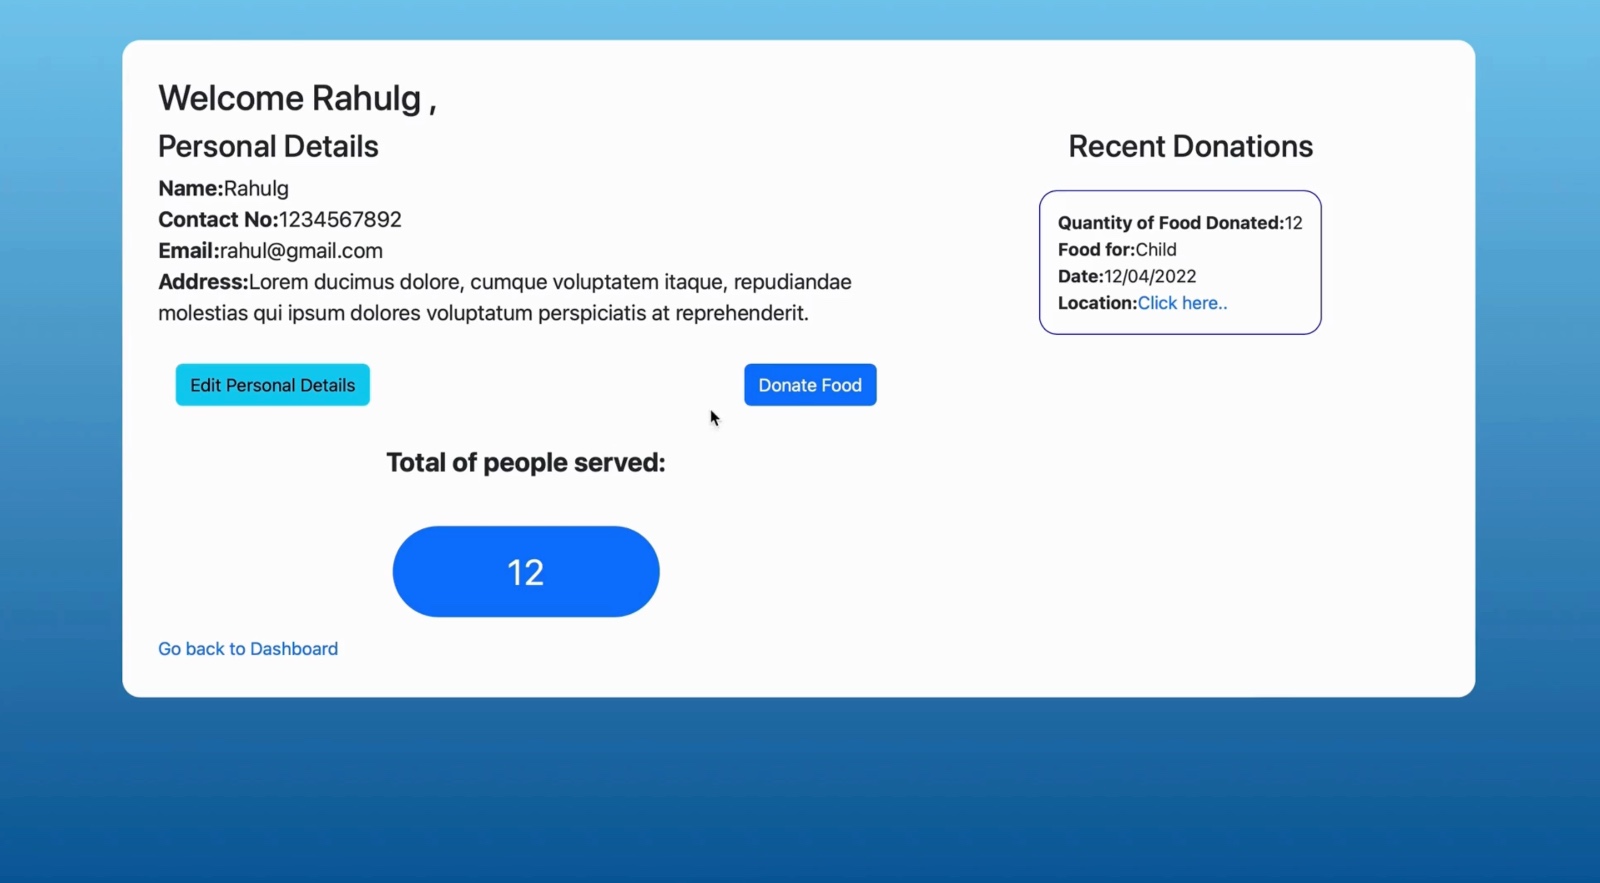 Welcome Rahulg ,
Personal Details
Name:Rahulg
Contact No:1234567892
Email:rahul@gmail.com
Address:Lorem ducimus dolore, cumque voluptatem itaque, repudiandae
molestias qui ipsum dolores voluptatum perspiciatis at reprehenderit.
Edit Personal Details
Donate Food
Total of people served:
12
Go back to Dashboard
Recent Donations
Quantity of Food Donated:12
Food for:Child
Date:12/04/2022
Location:Click here..